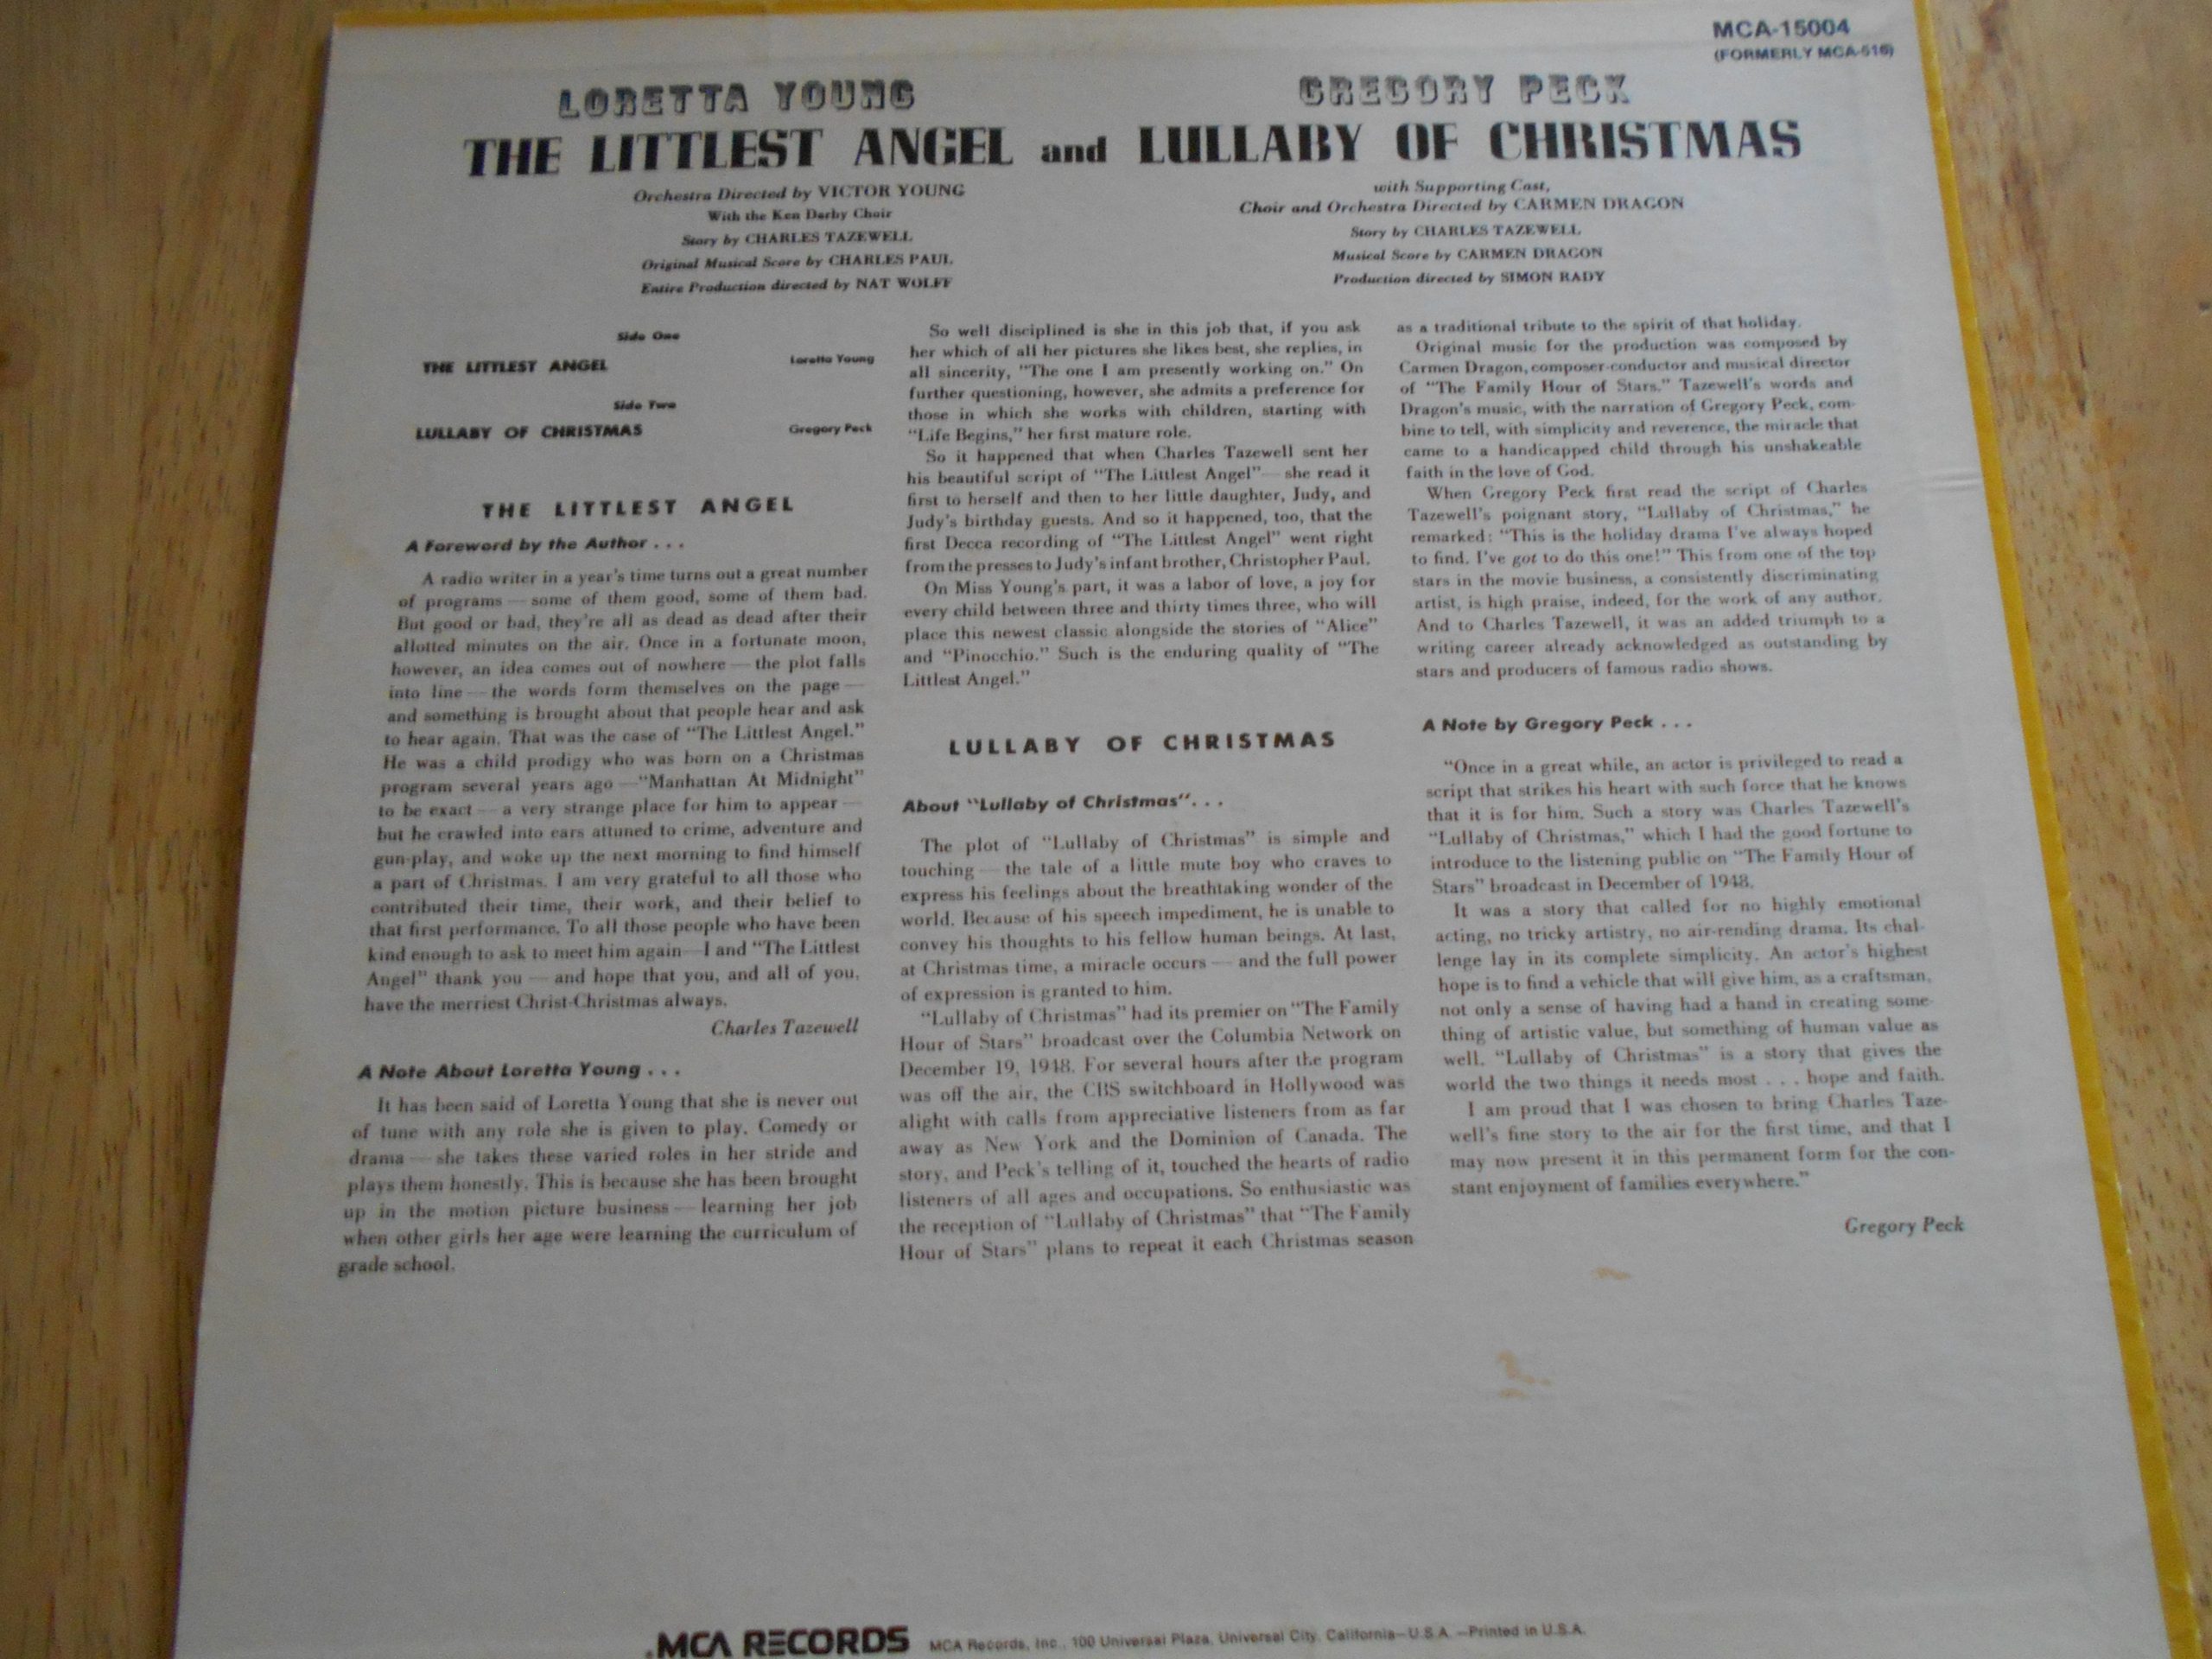 MCA-15004
(FORMERLY MCA-516)
LORETTA YOUNG
GREGORY PECK
THE LITTLEST ANGEL and LULLABY OF CHRISTMAS
Orchestra Directed by VICTOR YOUNG
With the Ken Darby Choir
Story by CHARLES TAZEWELL
Original Musical Score by CHARLES PAUL
Entire Production directed by NAT WOLFF
with Supporting Cast,
Choir and Orchestra Directed by CARMEN DRAGON
Story by CHARLES TAZEWELL
Musical Score by CARMEN DRAGON
Production directed by SIMON RADY
Side One
THE LITTLEST ANGEL Loretta Young
Side Two
LULLABY OF CHRISTMAS Gregory Peck
THE LITTLEST ANGEL
A Foreword by the Author . . .
A radio writer in a year's time turns out a great number
of programs — some of them good, some of them bad.
But good or bad, they're all as dead as dead after their
allotted minutes on the air. Once in a fortunate moon,
however, an idea comes out of nowhere — the plot falls
into line — the words form themselves on the page —
and something is brought about that people hear and ask
to hear again. That was the case of "The Littlest Angel."
He was a child prodigy who was born on a Christmas
program several years ago —"Manhattan At Midnight"
to be exact — a very strange place for him to appear —
but he crawled into ears attuned to crime, adventure and
gun-play, and woke up the next morning to find himself
a part of Christmas. I am very grateful to all those who
contributed their time, their work, and their belief to
that first performance. To all those people who have been
kind enough to ask to meet him again—I and "The Littlest
Angel" thank you — and hope that you, and all of you,
have the merriest Christ-Christmas always.
Charles Tazewell
A Note About Loretta Young . . .
It has been said of Loretta Young that she is never out
of tune with any role she is given to play. Comedy or
drama — she takes these varied roles in her stride and
plays them honestly. This is because she has been brought
up in the motion picture business — learning her job
when other girls her age were learning the curriculum of
grade school.
So well disciplined is she in this job that, if you ask
her which of all her pictures she likes best, she replies, in
all sincerity, "The one I am presently working on." On
further questioning, however, she admits a preference for
those in which she works with children, starting with
"Life Begins," her first mature role.
So it happened that when Charles Tazewell sent her
his beautiful script of "The Littlest Angel"— she read it
first to herself and then to her little daughter, Judy, and
Judy's birthday guests. And so it happened, too, that the
first Decca recording of "The Littlest Angel" went right
from the presses to Judy's infant brother, Christopher Paul.
On Miss Young's part, it was a labor of love, a joy for
every child between three and thirty times three, who will
place this newest classic alongside the stories of "Alice"
and "Pinocchio." Such is the enduring quality of "The
Littlest Angel."
LULLABY OF CHRISTMAS
About "Lullaby of Christmas". . .
The plot of "Lullaby of Christmas" is simple and
touching — the tale of a little mute boy who craves to
express his feelings about the breathtaking wonder of the
world. Because of his speech impediment, he is unable to
convey his thoughts to his fellow human beings. At last,
at Christmas time, a miracle occurs — and the full power
of expression is granted to him.
"Lullaby of Christmas" had its premier on "The Family
Hour of Stars" broadcast over the Columbia Network on
December 19, 1948. For several hours after the program
was off the air, the CBS switchboard in Hollywood was
alight with calls from appreciative listeners from as far
away as New York and the Dominion of Canada. The
story, and Peck's telling of it, touched the hearts of radio
listeners of all ages and occupations. So enthusiastic was
the reception of "Lullaby of Christmas" that "The Family
Hour of Stars" plans to repeat it each Christmas season
as a traditional tribute to the spirit of that holiday.
Original music for the production was composed by
Carmen Dragon, composer-conductor and musical director
of "The Family Hour of Stars." Tazewell's words and
Dragon's music, with the narration of Gregory Peck, com-
bine to tell, with simplicity and reverence, the miracle that
came to a handicapped child through his unshakeable
faith in the love of God.
When Gregory Peck first read the script of Charles
Tazewell's poignant story, "Lullaby of Christmas," he
remarked: "This is the holiday drama I've always hoped
to find. I've got to do this one!" This from one of the top
stars in the movie business, a consistently discriminating
artist, is high praise, indeed, for the work of any author.
And to Charles Tazewell, it was an added triumph to a
writing career already acknowledged as outstanding by
stars and producers of famous radio shows.
A Note by Gregory Peck . . .
"Once in a great while, an actor is privileged to read a
script that strikes his heart with such force that he knows
that it is for him. Such a story was Charles Tazewell's
"Lullaby of Christmas," which I had the good fortune to
introduce to the listening public on "The Family Hour of
Stars" broadcast in December of 1948.
It was a story that called for no highly emotional
acting, no tricky artistry, no air-rending drama. Its chal-
lenge lay in its complete simplicity. An actor's highest
hope is to find a vehicle that will give him, as a craftsman,
not only a sense of having had a hand in creating some-
thing of artistic value, but something of human value as
well. "Lullaby of Christmas" is a story that gives the
world the two things it needs most . . . hope and faith.
I am proud that I was chosen to bring Charles Taze-
well's fine story to the air for the first time, and that I
may now present it in this permanent form for the con-
stant enjoyment of families everywhere."
Gregory Peck
MCA RECORDS MCA Records, Inc., 100 Universal Plaza, Universal City, California—U.S.A. —Printed in U.S.A.